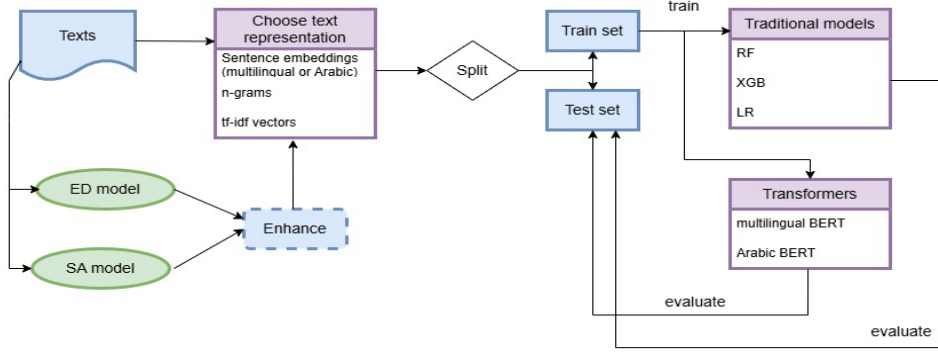 Texts
Choose text
representation
Sentence embeddings
(multilingual or Arabic)
n-grams
tf-idf vectors
Split
Train set
Test set
train
Traditional models
RF
XGB
LR
ED model
SA model
Enhance
Transformers
multilingual BERT
Arabic BERT
evaluate
evaluate